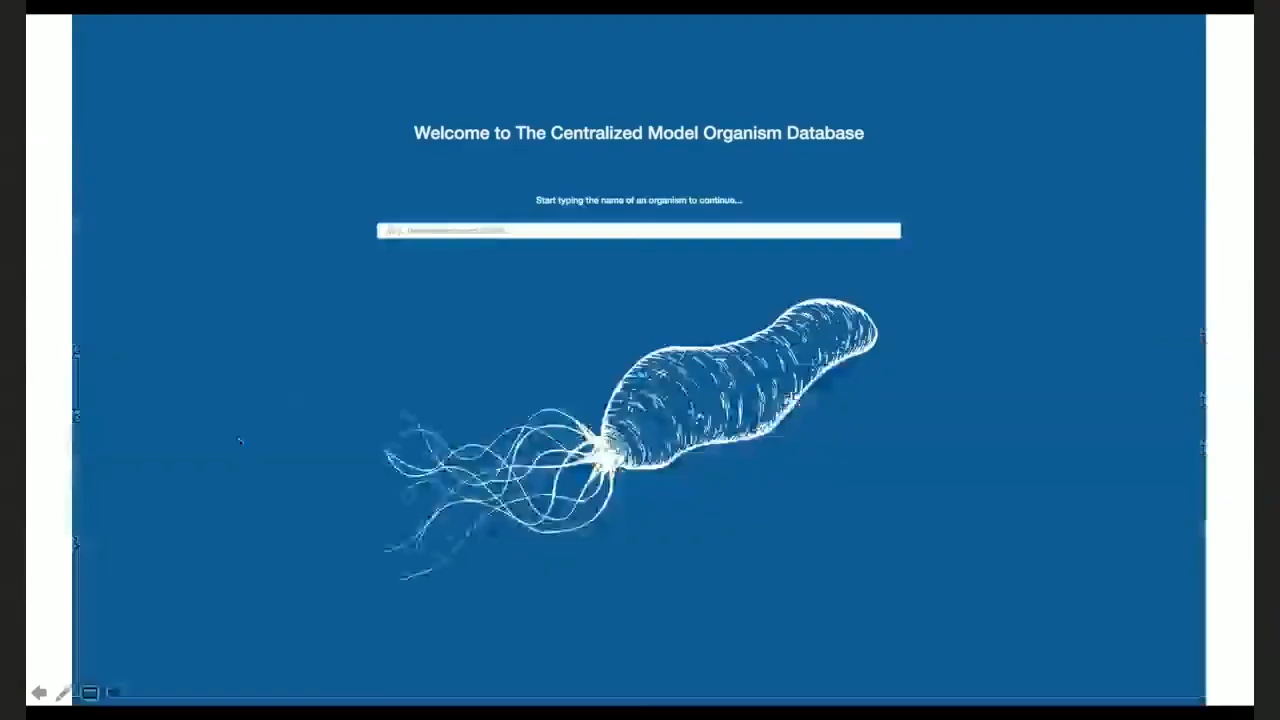 Welcome to The Centralized Model Organism Database
Start typing the name of an organism to continue...